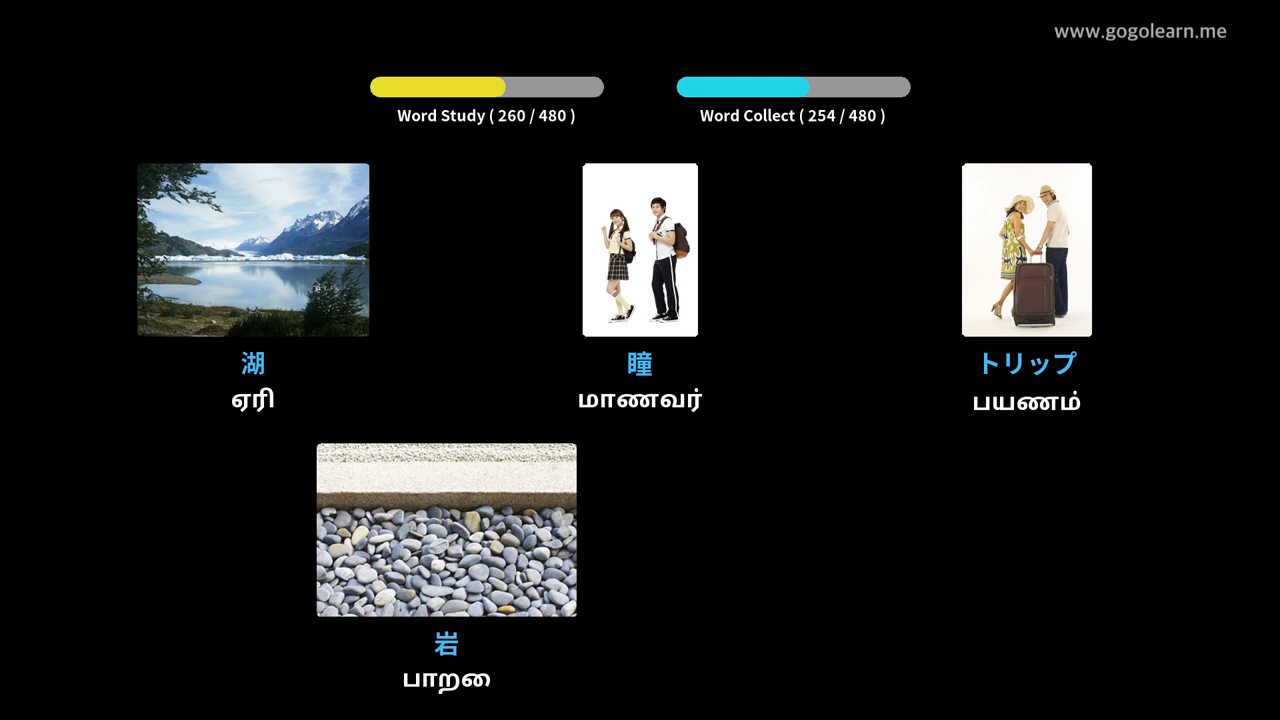 www.gogolearn.me
Word Study ( 260 / 480 )
Word Collect ( 254 / 480 )
湖
ஏரி
瞳
மாணவர்
トリップ
பயணம்
岩
பாறை